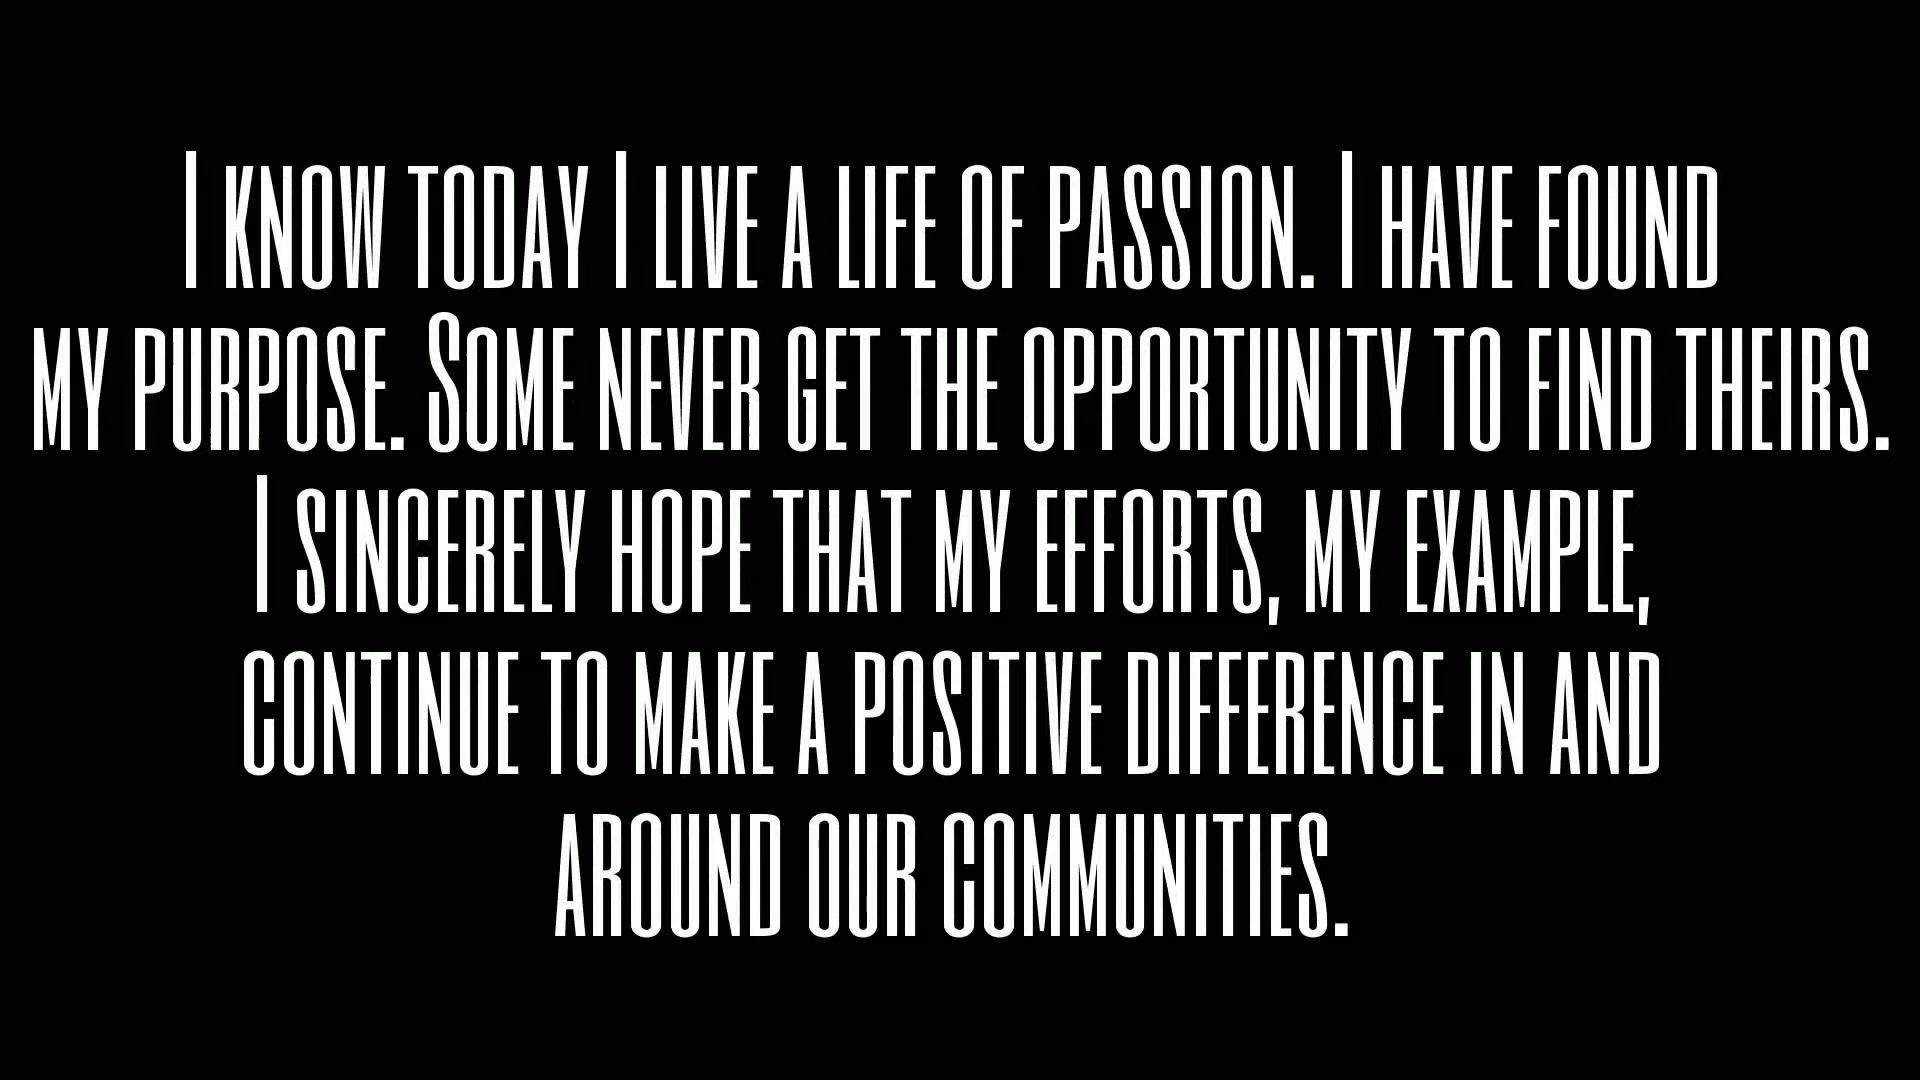 I know today I live a life of passion. I have found
my purpose. Some never get the opportunity to find theirs.
I sincerely hope that my efforts, my example,
continue to make a positive difference in and
around our communities.